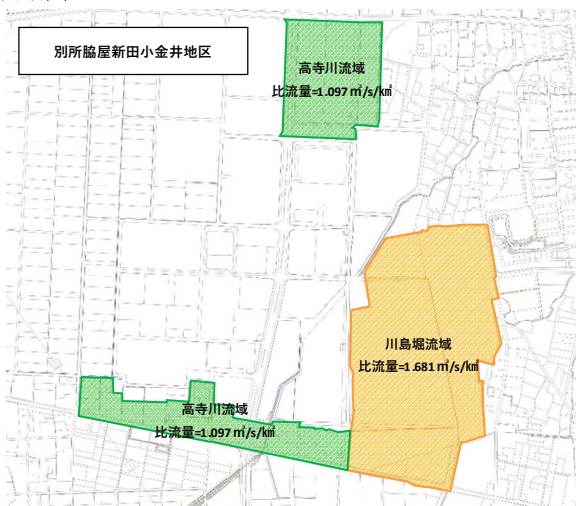 別所脇屋新田小金井地区
高寺川流域
比流量=1.097㎥/s/k㎡
川島堀流域
比流量=1.681㎥/s/k㎡
高寺川流域
比流量=1.097㎥/s/k㎡